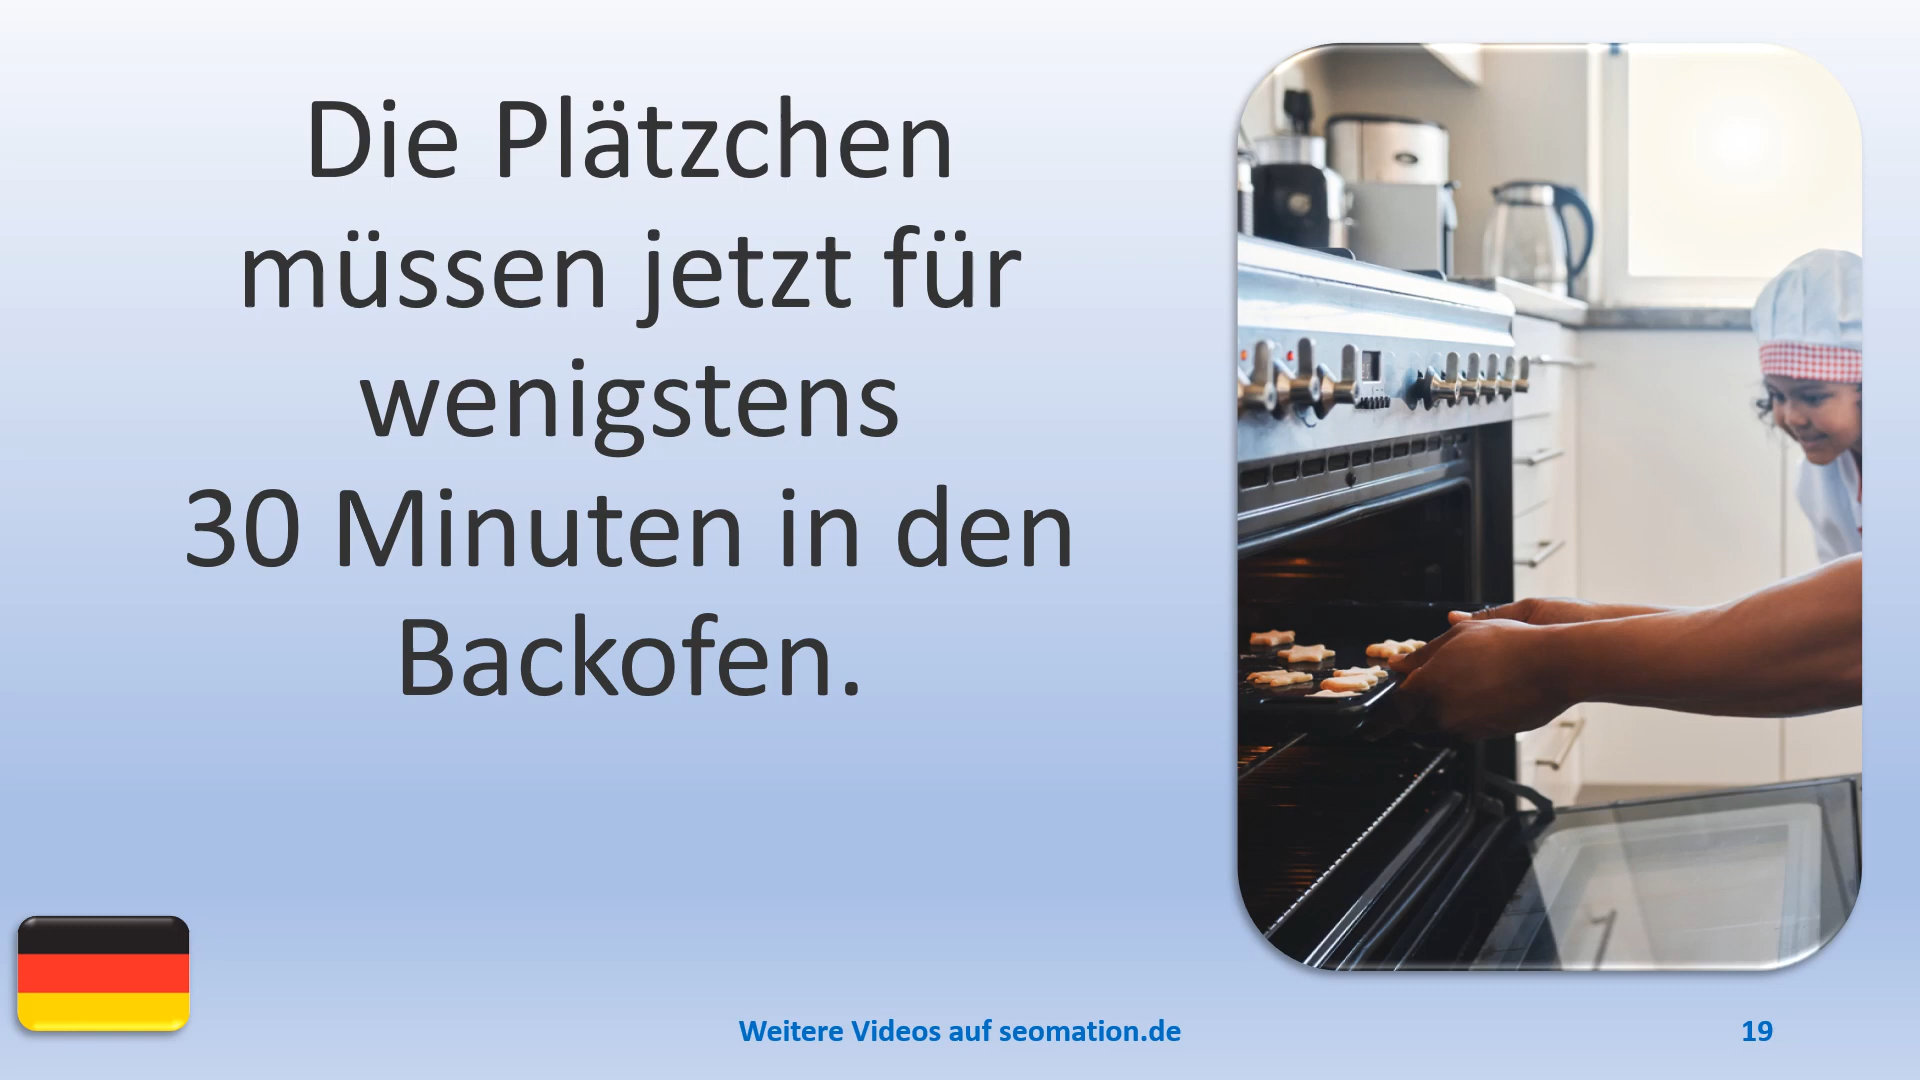 Die Plätzchen
müssen jetzt für
wenigstens
30 Minuten in den
Backofen.
Weitere Videos auf seomation.de
19